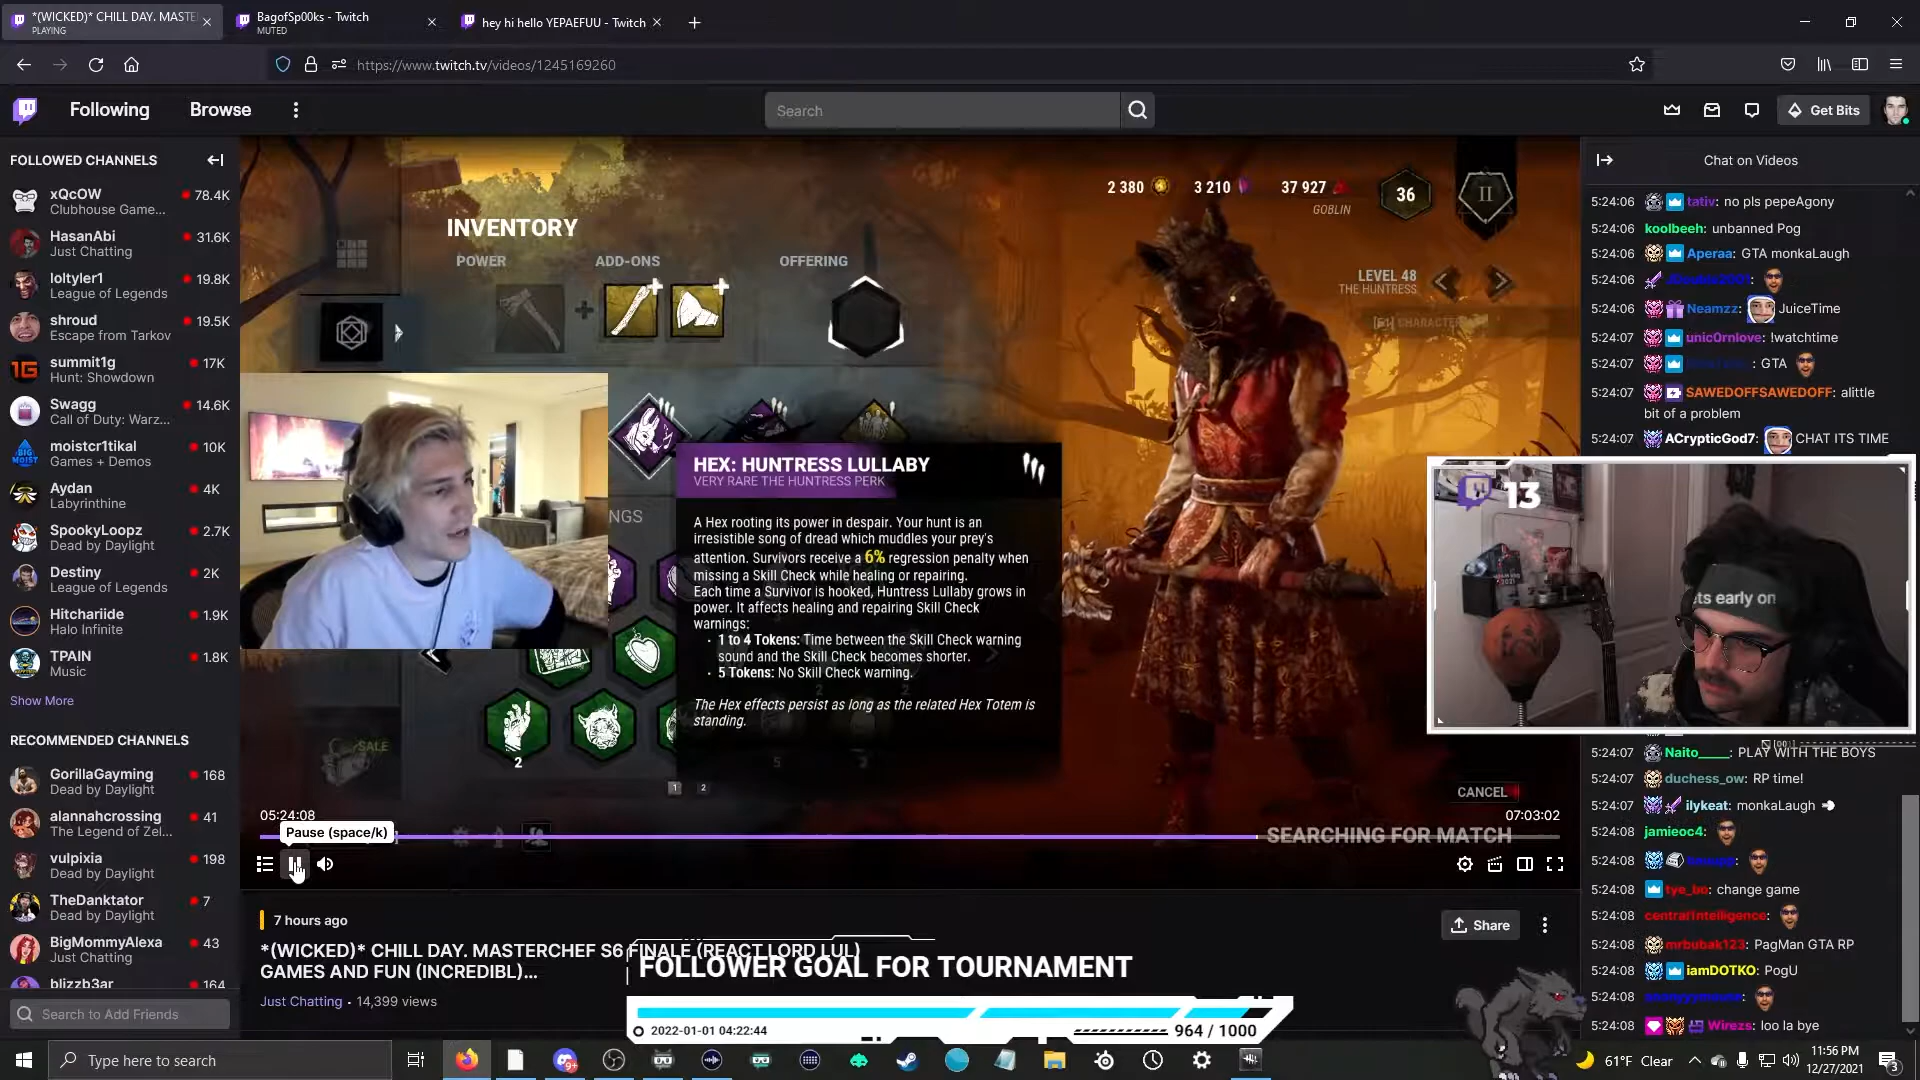 *(WICKED)* CHILL DAY. MASTE
PLAYING
BagofSp00ks - Twitch
MUTED
hey hi hello YEPAEFUU - Twitch
https://www.twitch.tv/videos/1245169260
Following
Browse
Search
Get Bits
FOLLOWED CHANNELS
xQcOW 78.4K
Clubhouse Game...
HasanAbi 31.6K
Just Chatting
loltyler1 19.8K
League of Legends
shroud 19.5K
Escape from Tarkov
summit1g 17K
Hunt: Showdown
Swagg 14.6K
Call of Duty: Warz...
moistcr1tikal 10K
Games + Demos
Aydan 4K
Labyrinthine
SpookyLoopz 2.7K
Dead by Daylight
Destiny 2K
League of Legends
Hitchariide 1.9K
Halo Infinite
TPAIN 1.8K
Music
Show More
RECOMMENDED CHANNELS
GorillaGayming 168
Dead by Daylight
alannahcrossing 41
The Legend of Zel...
vulpixia 198
Dead by Daylight
TheDanktator 7
Dead by Daylight
BigMommyAlexa 43
Just Chatting
blizzb3ar 164
Search to Add Friends
INVENTORY
POWER
ADD-ONS
OFFERING
2 380
3 210
37 927
GOBLIN
36
II
LEVEL 48
THE HUNTRESS
NGS
HEX: HUNTRESS LULLABY
VERY RARE THE HUNTRESS PERK
A Hex rooting its power in despair. Your hunt is an
irresistible song of dread which muddles your prey's
attention. Survivors receive a 6% regression penalty when
missing a Skill Check while healing or repairing.
Each time a Survivor is hooked, Huntress Lullaby grows in
power. It affects healing and repairing Skill Check
warnings:
· 1 to 4 Tokens: Time between the Skill Check warning
sound and the Skill Check becomes shorter.
· 5 Tokens: No Skill Check warning.
The Hex effects persist as long as the related Hex Totem is
standing.
SALE
2
1 2
CANCEL
05:24:08
07:03:02
Pause (space/k)
SEARCHING FOR MATCH
7 hours ago
Share
*(WICKED)* CHILL DAY. MASTERCHEF S6 FINALE (REACT LORD LUL)
GAMES AND FUN (INCREDIBL)...
Just Chatting • 14,399 views
FOLLOWER GOAL FOR TOURNAMENT
2022-01-01 04:22:44
964 / 1000
Chat on Videos
5:24:06 tativ: no pls pepeAgony
koolbeeh: unbanned Pog
5:24:06 Aperaa: GTA monkaLaugh
5:24:06
5:24:06 Neamzz: JuiceTime
5:24:07 unic0rnlove: !watchtime
5:24:07 : GTA
5:24:07 SAWEDOFFSAWEDOFF: alittle
bit of a problem
5:24:07 ACrypticGod7: CHAT ITS TIME
13
ts early on
5:24:07 Naito____: PLAY WITH THE BOYS
5:24:07 duchess_ow: RP time!
5:24:07 ilykeat: monkaLaugh
5:24:08 jamieoc4:
5:24:08
5:24:08 tye_bo: change game
5:24:08 centralintelligence:
5:24:08 mrbubak123: PagMan GTA RP
5:24:08 iamDOTKO: PogU
5:24:08
5:24:08 Wirezs: loo la bye
Type here to search
9+
61°F Clear
11:56 PM
12/27/2021
3